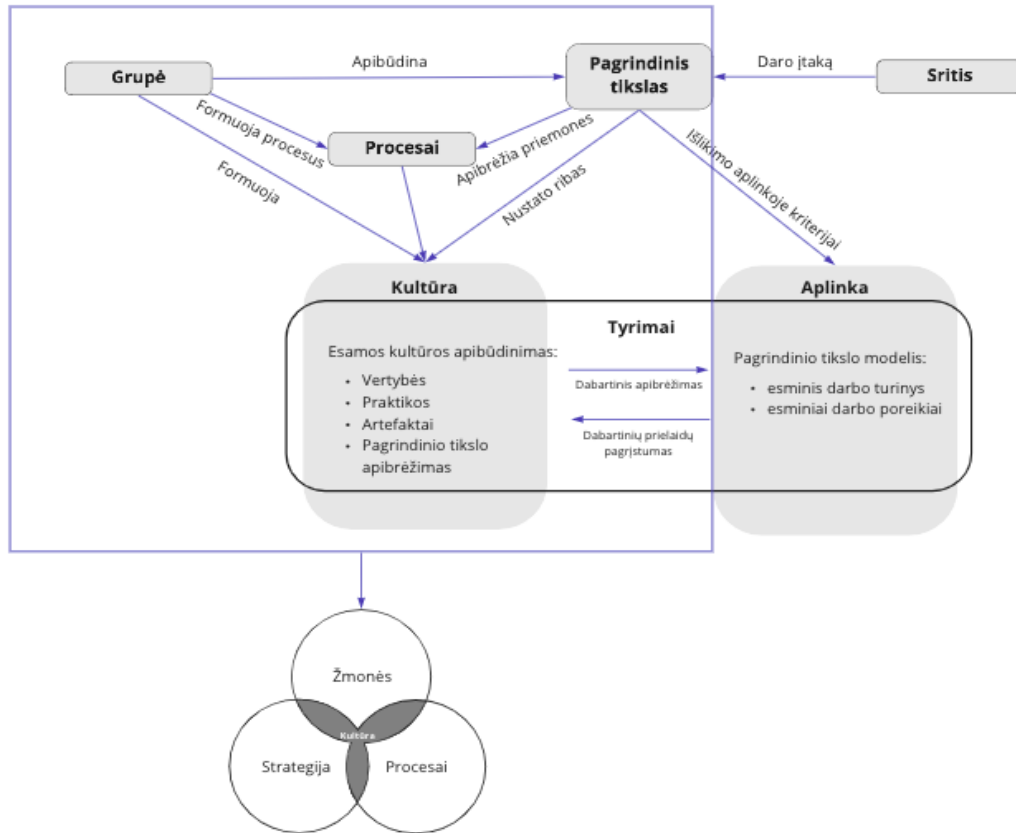 Grupė
Apibūdina
Pagrindinis
tikslas
Daro įtaką
Sritis
Formuoja procesus
Procesai
Apibrėžia priemones
Formuoja
Nustato ribas
Išlikimo aplinkoje kriterijai
Kultūra
Aplinka
Tyrimai
Esamos kultūros apibūdinimas:
• Vertybės
• Praktikos
• Artefaktai
• Pagrindinio tikslo
apibrėžimas
Dabartinis apibrėžimas
Dabartinių prielaidų
pagrįstumas
Pagrindinio tikslo modelis:
• esminis darbo turinys
• esminiai darbo poreikiai
Žmonės
Kultūra
Strategija
Procesai